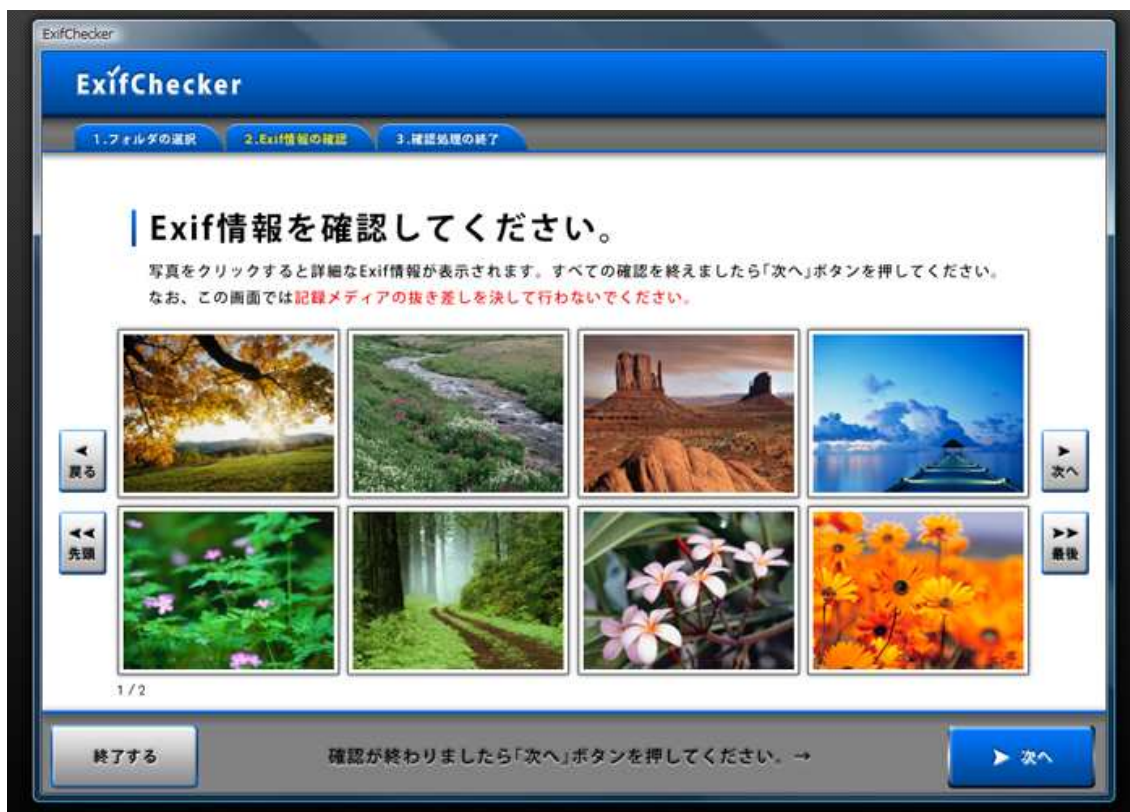 ExifChecker
ExifChecker
1.フォルダの選択
2.Exif情報の確認
3.確認処理の終了
Exif情報を確認してください。
写真をクリックすると詳細なExif情報が表示されます。すべての確認を終えましたら「次へ」ボタンを押してください。
なお、この画面では記録メディアの抜き差しを決して行わないでください。
◀
戻る
▶
次へ
◀◀
先頭
▶▶
最後
1 / 2
終了する
確認が終わりましたら「次へ」ボタンを押してください。→
➤ 次へ